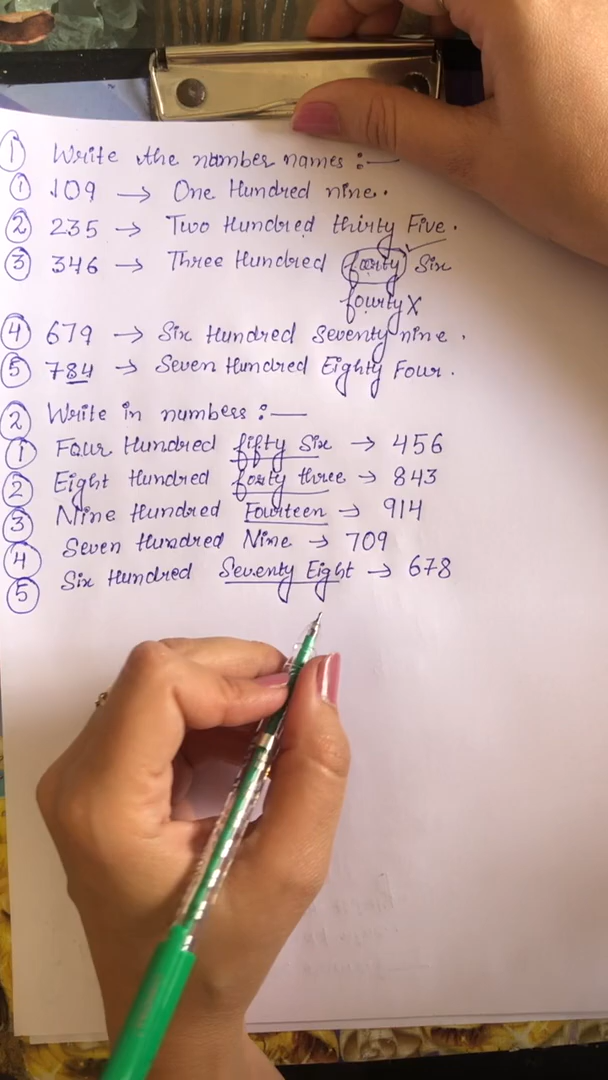 ① Write the number names :—
① 109 → One Hundred nine.
② 235 → Two Hundred thirty Five.
③ 346 → Three Hundred forty Six
fourty X
④ 679 → Six Hundred Seventy nine.
⑤ 784 → Seven Hundred Eighty Four.
② Write in numbers :—
① Four Hundred fifty Six → 456
② Eight Hundred forty three → 843
③ Nine Hundred Fourteen → 914
④ Seven Hundred Nine → 709
⑤ Six Hundred Seventy Eight → 678